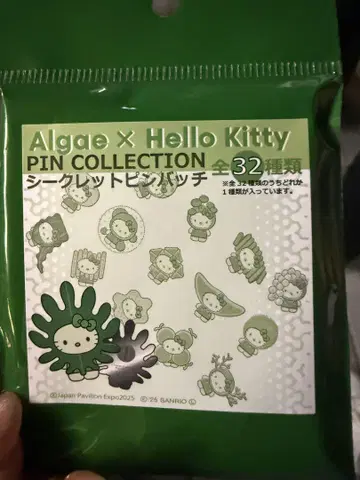 Algae × Hello Kitty
PIN COLLECTION
シークレットピンバッチ
全32種類
※全32種類のうちどれか
1種類が入っています。
©Japan Pavilion Expo2025 ©'25 SANRIO Ⓛ